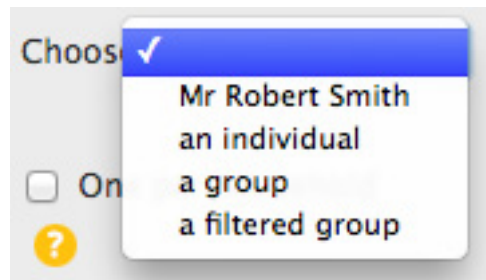 Choos ✓
Mr Robert Smith
an individual
On
a group
a filtered group
?